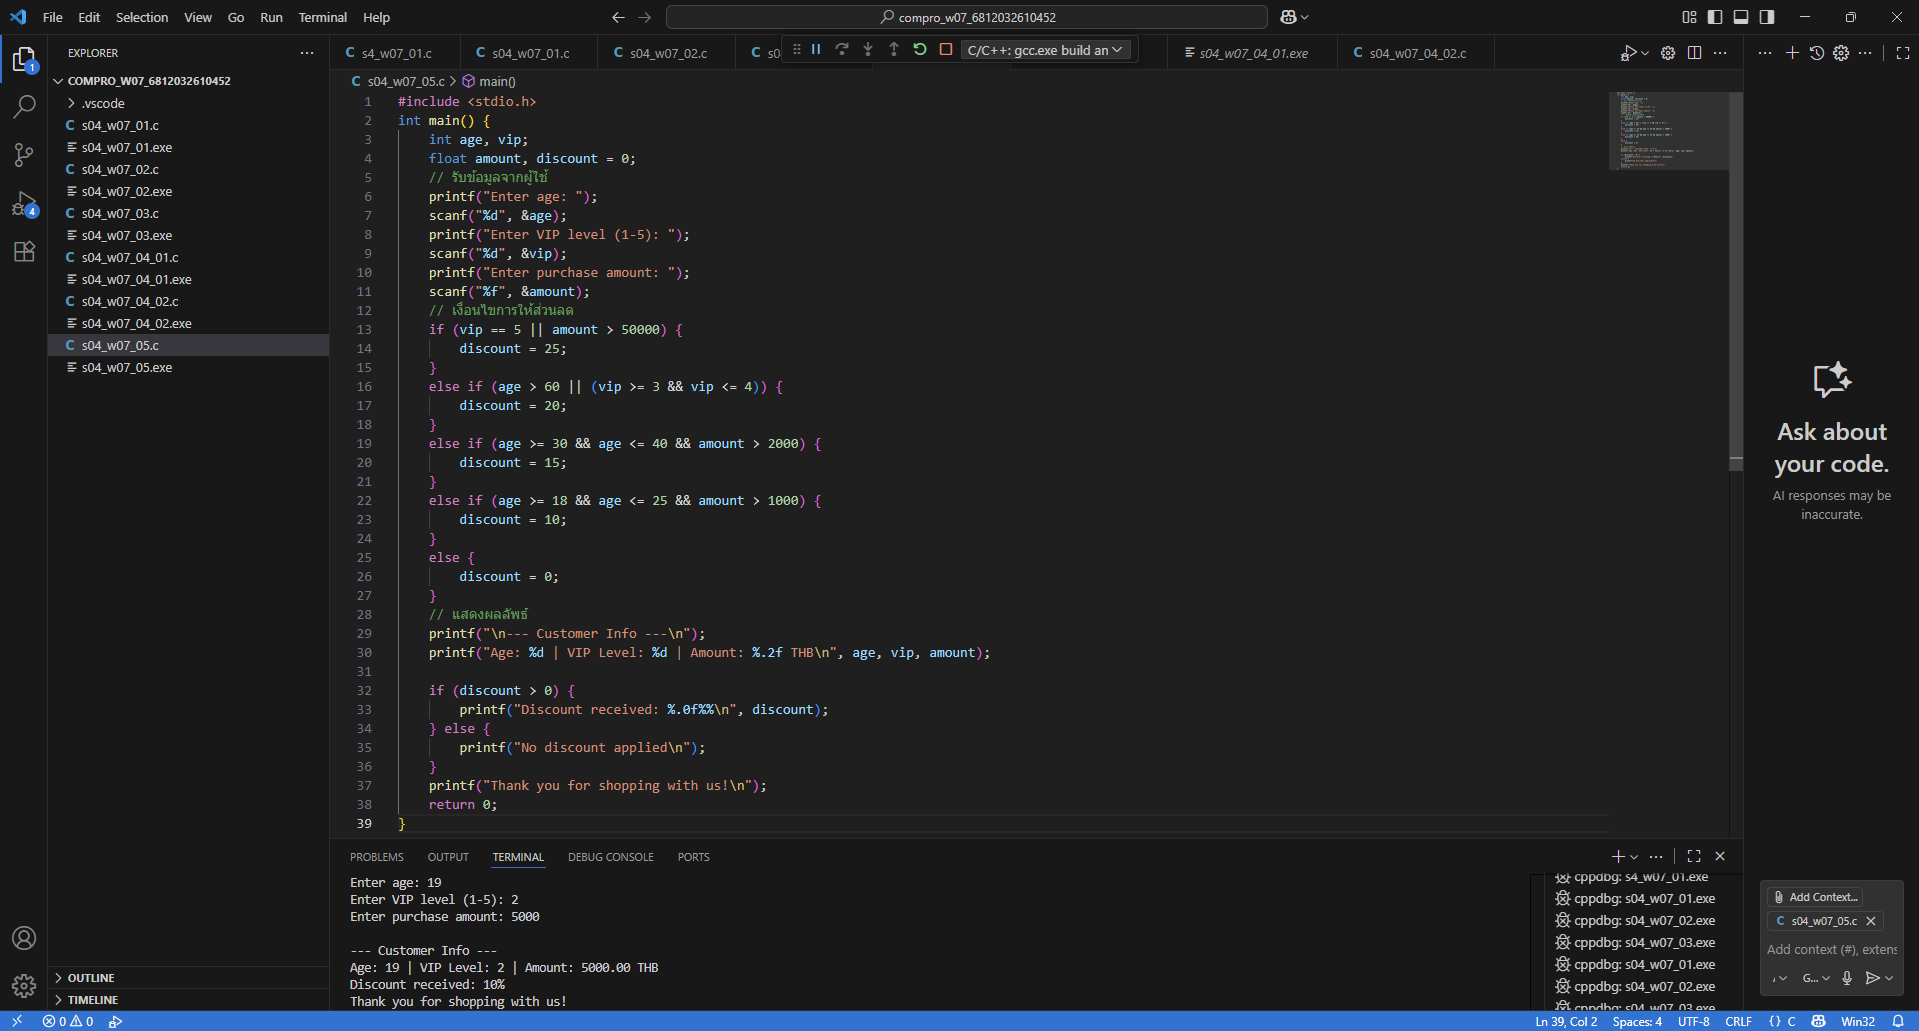 File Edit Selection View Go Run Terminal Help
compro_w07_6812032610452
EXPLORER
COMPRO_W07_6812032610452
.vscode
s04_w07_01.c
s04_w07_01.exe
s04_w07_02.c
s04_w07_02.exe
s04_w07_03.c
s04_w07_03.exe
s04_w07_04_01.c
s04_w07_04_01.exe
s04_w07_04_02.c
s04_w07_04_02.exe
s04_w07_05.c
s04_w07_05.exe
OUTLINE
TIMELINE
1
4
C s4_w07_01.c
C s04_w07_01.c
C s04_w07_02.c
C s0
C/C++: gcc.exe build an
s04_w07_04_01.exe
C s04_w07_04_02.c
C s04_w07_05.c > main()
1 #include <stdio.h>
2 int main() {
3 int age, vip;
4 float amount, discount = 0;
5 // รับข้อมูลจากผู้ใช้
6 printf("Enter age: ");
7 scanf("%d", &age);
8 printf("Enter VIP level (1-5): ");
9 scanf("%d", &vip);
10 printf("Enter purchase amount: ");
11 scanf("%f", &amount);
12 // เงื่อนไขการให้ส่วนลด
13 if (vip == 5 || amount > 50000) {
14 discount = 25;
15 }
16 else if (age > 60 || (vip >= 3 && vip <= 4)) {
17 discount = 20;
18 }
19 else if (age >= 30 && age <= 40 && amount > 2000) {
20 discount = 15;
21 }
22 else if (age >= 18 && age <= 25 && amount > 1000) {
23 discount = 10;
24 }
25 else {
26 discount = 0;
27 }
28 // แสดงผลลัพธ์
29 printf("\n--- Customer Info ---\n");
30 printf("Age: %d | VIP Level: %d | Amount: %.2f THB\n", age, vip, amount);
31
32 if (discount > 0) {
33 printf("Discount received: %.0f%%\n", discount);
34 } else {
35 printf("No discount applied\n");
36 }
37 printf("Thank you for shopping with us!\n");
38 return 0;
39 }
PROBLEMS OUTPUT TERMINAL DEBUG CONSOLE PORTS
Enter age: 19
Enter VIP level (1-5): 2
Enter purchase amount: 5000
--- Customer Info ---
Age: 19 | VIP Level: 2 | Amount: 5000.00 THB
Discount received: 10%
Thank you for shopping with us!
cppdbg: s4_w07_01.exe
cppdbg: s04_w07_01.exe
cppdbg: s04_w07_02.exe
cppdbg: s04_w07_03.exe
cppdbg: s04_w07_01.exe
cppdbg: s04_w07_02.exe
cppdbg: s04_w07_03.exe
Ask about
your code.
AI responses may be
inaccurate.
Add Context...
C s04_w07_05.c
Add context (#), extens
G...
0 0
Ln 39, Col 2 Spaces: 4 UTF-8 CRLF {} C Win32